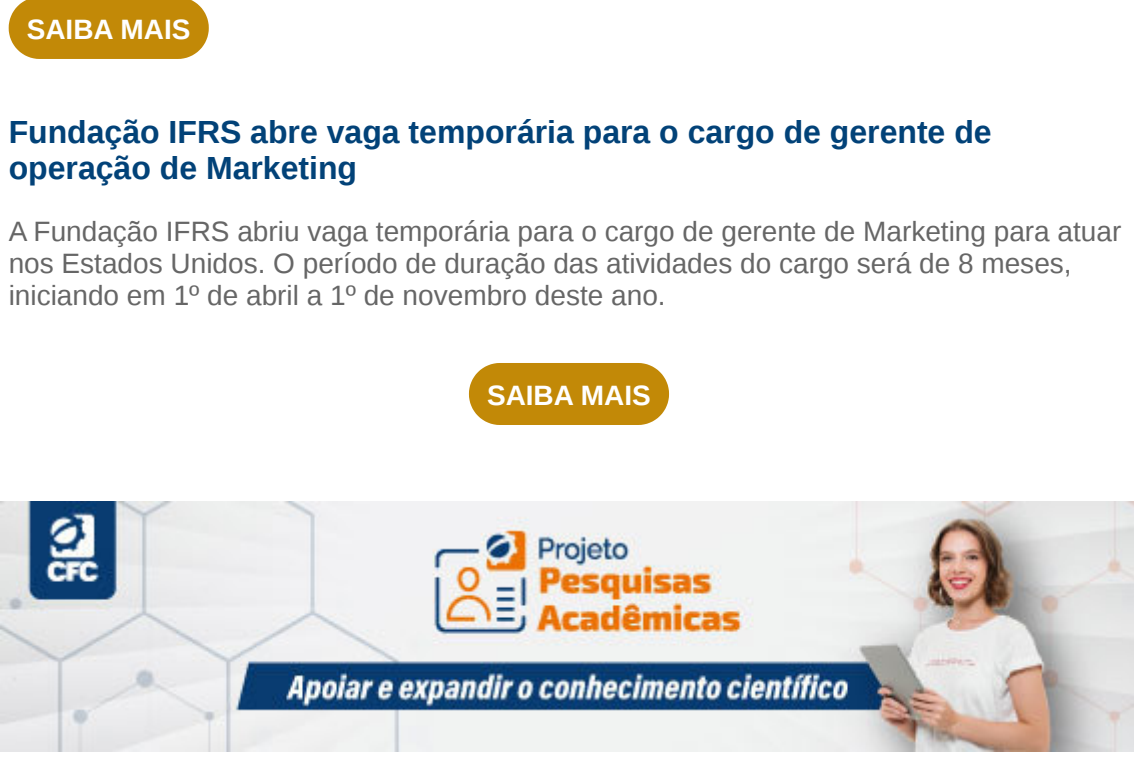 SAIBA MAIS
Fundação IFRS abre vaga temporária para o cargo de gerente de
operação de Marketing
A Fundação IFRS abriu vaga temporária para o cargo de gerente de Marketing para atuar
nos Estados Unidos. O período de duração das atividades do cargo será de 8 meses,
iniciando em 1º de abril a 1º de novembro deste ano.
SAIBA MAIS
CFC
Projeto
Pesquisas
Acadêmicas
Apoiar e expandir o conhecimento científico